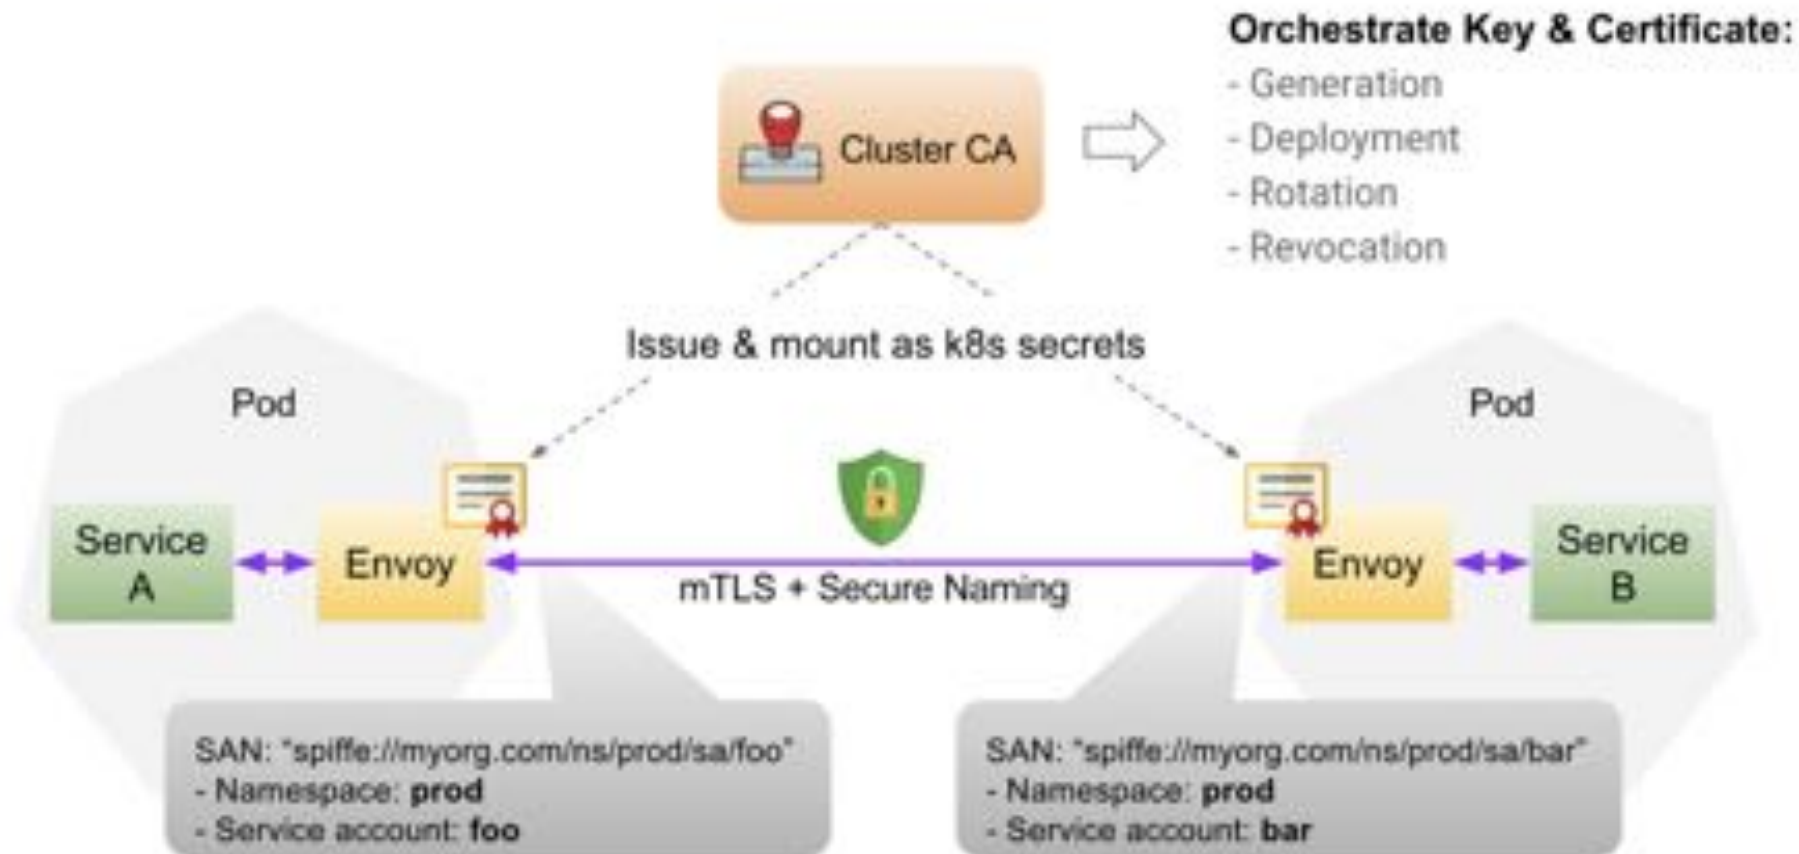 Orchestrate Key & Certificate:
- Generation
- Deployment
- Rotation
- Revocation
Cluster CA
Issue & mount as k8s secrets
Pod
Pod
Service
A
Envoy
mTLS + Secure Naming
Envoy
Service
B
SAN: “spiffe://myorg.com/ns/prod/sa/foo”
- Namespace: prod
- Service account: foo
SAN: “spiffe://myorg.com/ns/prod/sa/bar”
- Namespace: prod
- Service account: bar